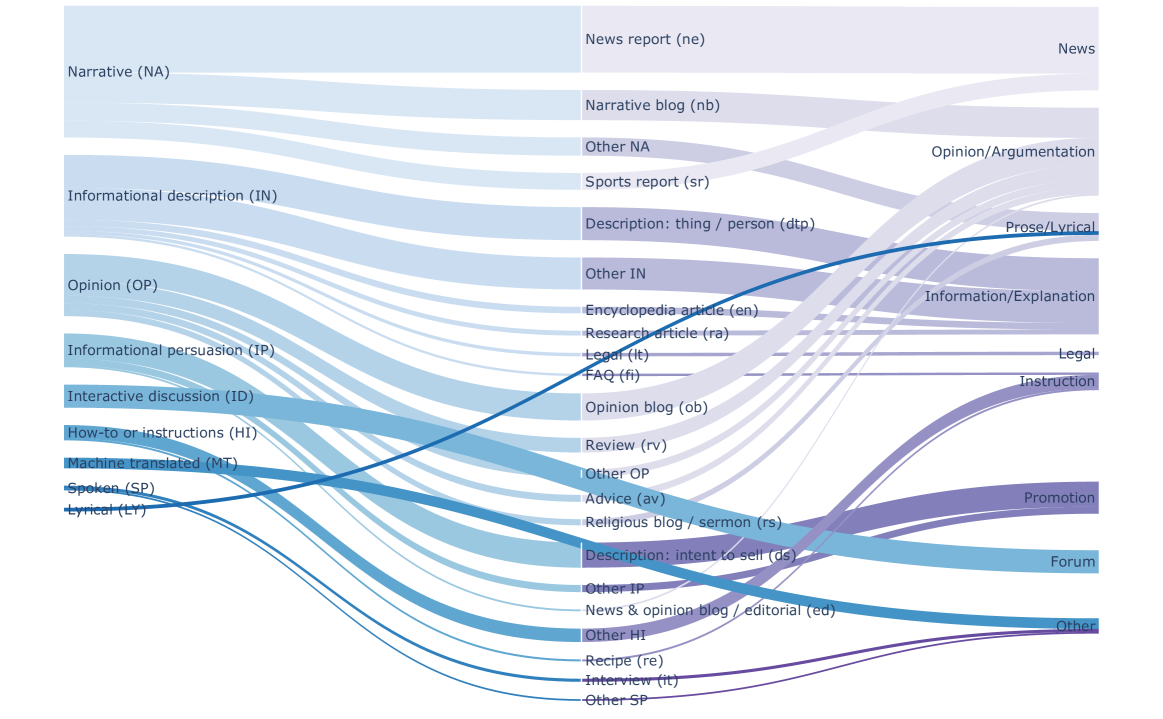 Narrative (NA)
Informational description (IN)
Opinion (OP)
Informational persuasion (IP)
Interactive discussion (ID)
How-to or instructions (HI)
Machine translated (MT)
Spoken (SP)
Lyrical (LY)
News report (ne)
Narrative blog (nb)
Other NA
Sports report (sr)
Description: thing / person (dtp)
Other IN
Encyclopedia article (en)
Research article (ra)
Legal (lt)
FAQ (fi)
Opinion blog (ob)
Review (rv)
Other OP
Advice (av)
Religious blog / sermon (rs)
Description: intent to sell (ds)
Other IP
News & opinion blog / editorial (ed)
Other HI
Recipe (re)
Interview (it)
Other SP
News
Opinion/Argumentation
Prose/Lyrical
Information/Explanation
Legal
Instruction
Promotion
Forum
Other